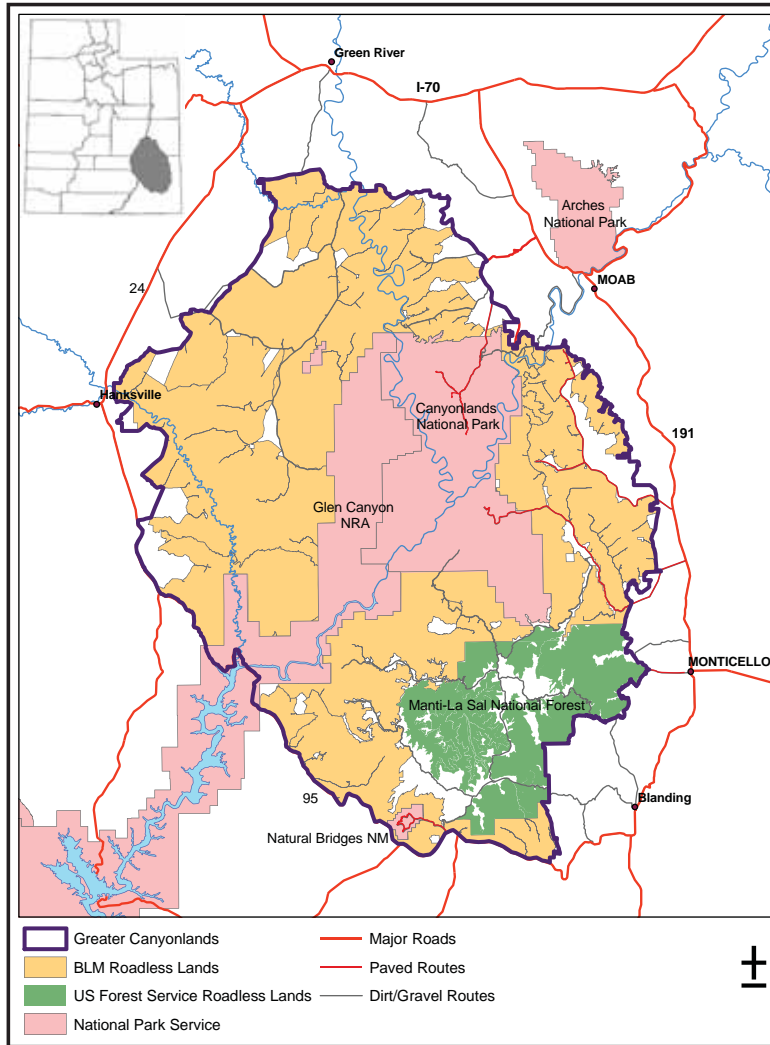 Green River
I-70
Arches
National Park
MOAB
24
Hanksville
Canyonlands
National Park
191
Glen Canyon
NRA
MONTICELLO
Manti-La Sal National Forest
95
Blanding
Natural Bridges NM
Greater Canyonlands
BLM Roadless Lands
US Forest Service Roadless Lands
National Park Service
Major Roads
Paved Routes
Dirt/Gravel Routes